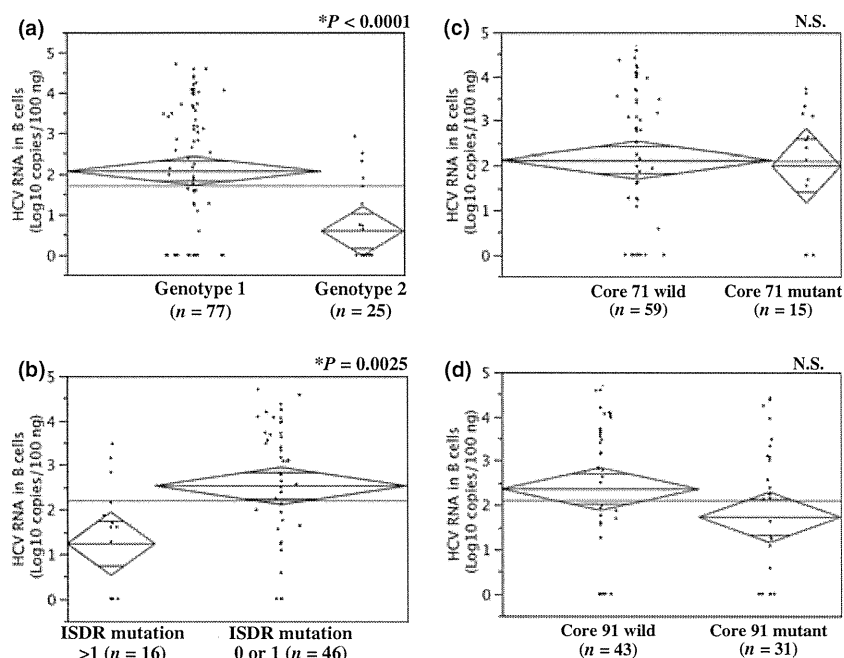 (a)
*P < 0.0001
HCV RNA in B cells
(Log10 copies/100 ng)
5
4
3
2
1
0
Genotype 1
(n = 77)
Genotype 2
(n = 25)
(c)
N.S.
HCV RNA in B cells
(Log10 copies/100 ng)
5
4
3
2
1
0
Core 71 wild
(n = 59)
Core 71 mutant
(n = 15)
(b)
*P = 0.0025
HCV RNA in B cells
(Log10 copies/100 ng)
5
4
3
2
1
0
ISDR mutation
>1 (n = 16)
ISDR mutation
0 or 1 (n = 46)
(d)
N.S.
HCV RNA in B cells
(Log10 copies/100 ng)
5
4
3
2
1
0
Core 91 wild
(n = 43)
Core 91 mutant
(n = 31)